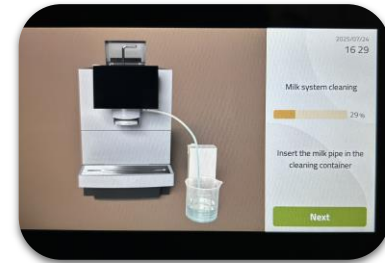 2025/07/24
16 29
Milk system cleaning
29 %
Insert the milk pipe in the
cleaning container
Next